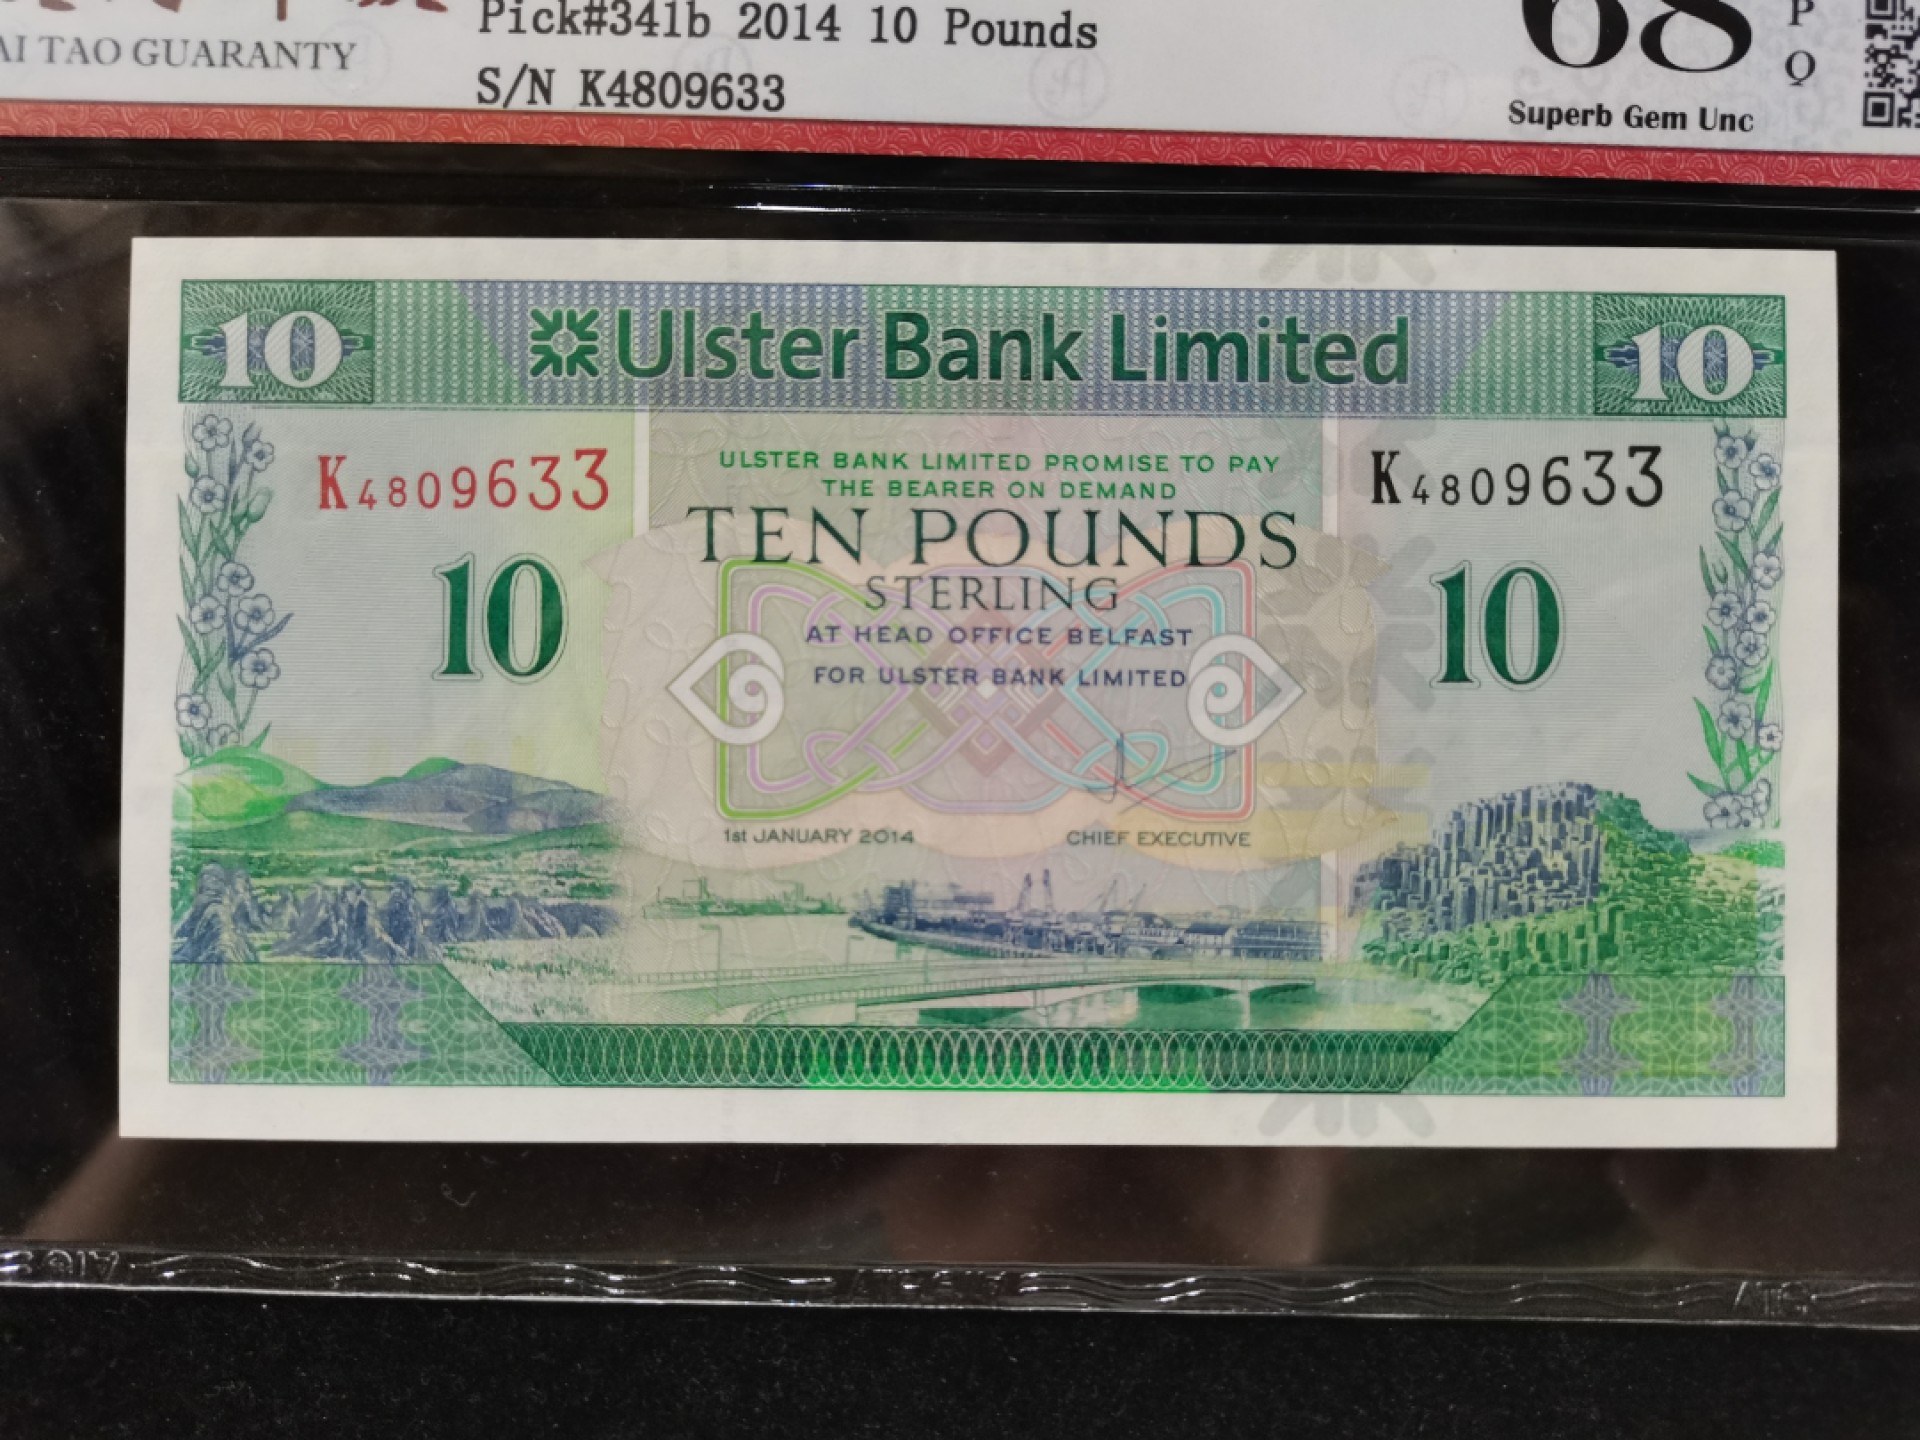 Pick#341b 2014 10 Pounds
AI TAO GUARANTY
S/N K4809633
68
P
Q
Superb Gem Unc
10
Ulster Bank Limited
10
K4809633
K4809633
ULSTER BANK LIMITED PROMISE TO PAY
THE BEARER ON DEMAND
TEN POUNDS
STERLING
10
10
AT HEAD OFFICE BELFAST
FOR ULSTER BANK LIMITED
1st JANUARY 2014
CHIEF EXECUTIVE